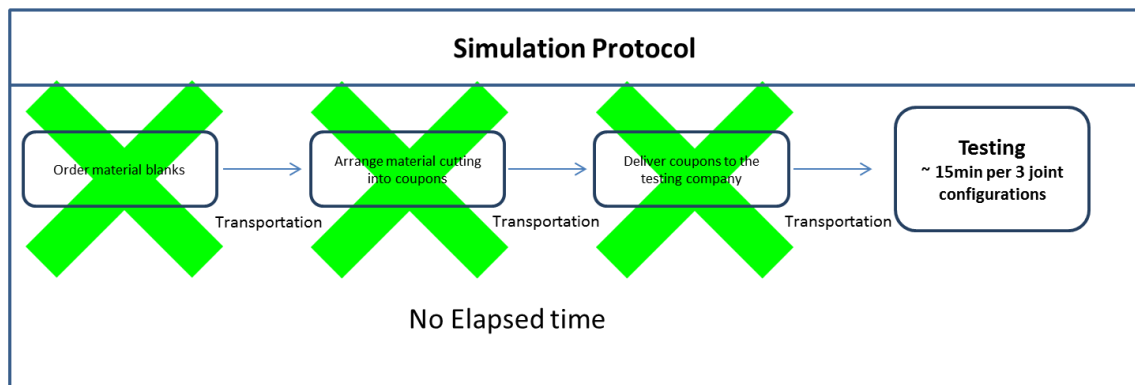 Simulation Protocol
Order material blanks
Arrange material cutting
into coupons
Deliver coupons to the
testing company
Testing
~ 15min per 3 joint
configurations
Transportation
Transportation
Transportation
No Elapsed time